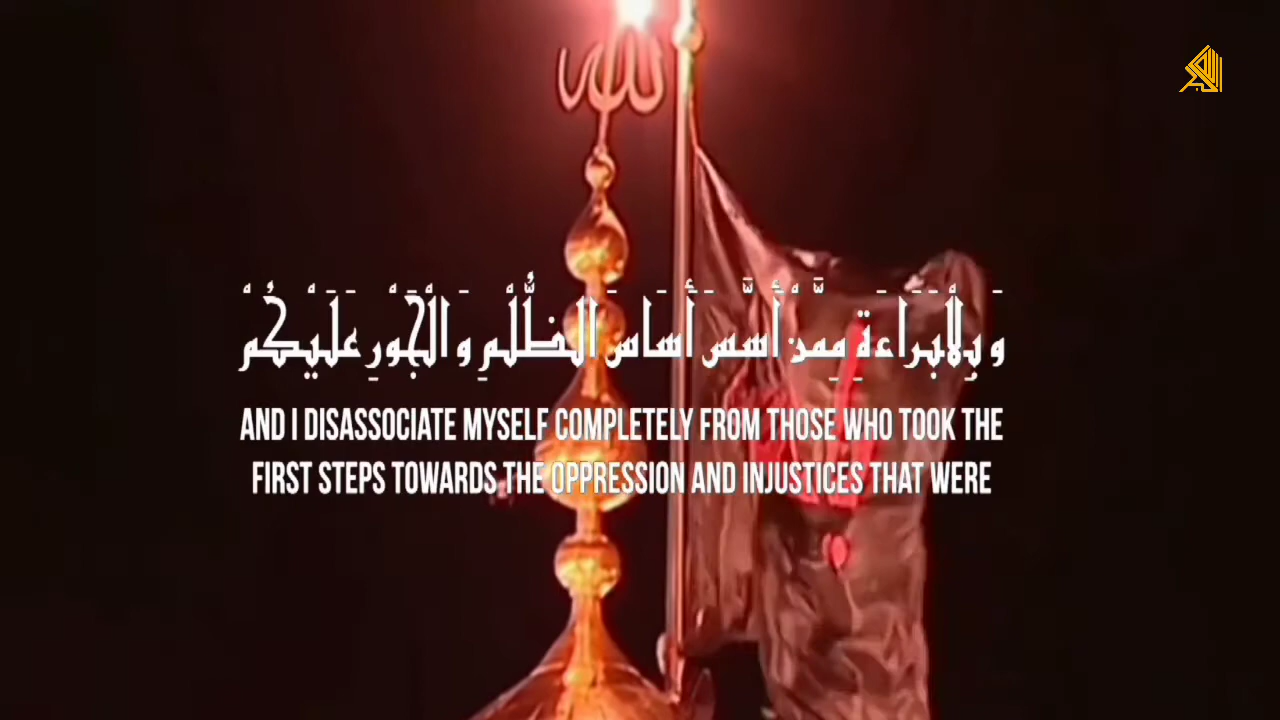 الله
وَ بِالْبَرَاءَةِ مِمَّنْ أَسَّسَ أَسَاسَ الظُّلْمِ وَ الْجَوْرِ عَلَيْكُمْ
AND I DISASSOCIATE MYSELF COMPLETELY FROM THOSE WHO TOOK THE
FIRST STEPS TOWARDS THE OPPRESSION AND INJUSTICES THAT WERE